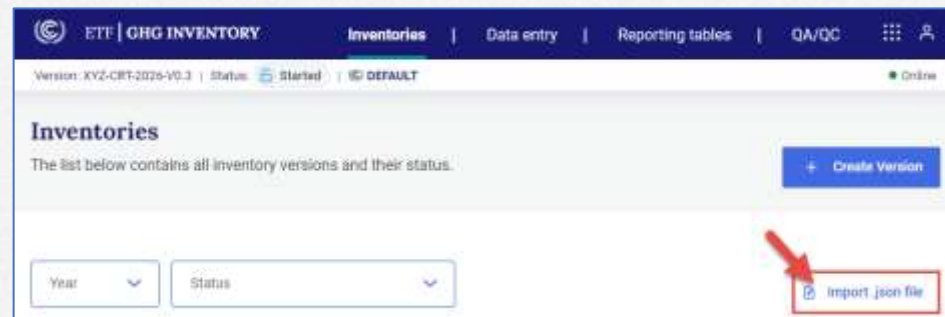 ETF | GHG INVENTORY Inventories | Data entry | Reporting tables | QA/QC
Version: XYZ-CRT-2026-V0.3 | Status: Started | DEFAULT Online
Inventories
The list below contains all inventory versions and their status.
+ Create Version
Year Status
Import .json file